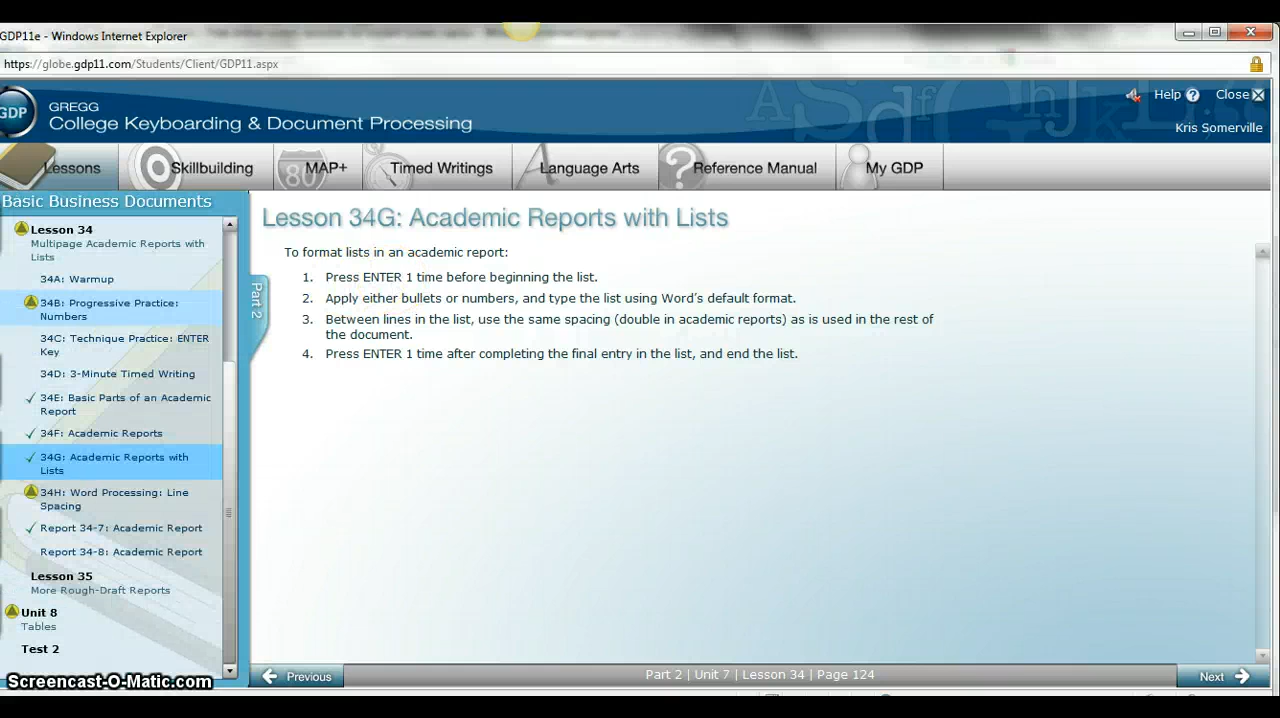 GDP11e - Windows Internet Explorer
https://globe.gdp11.com/Students/Client/GDP11.aspx
GDP
GREGG
College Keyboarding & Document Processing
Help ? Close
Kris Somerville
Lessons
Skillbuilding
80
MAP+
Timed Writings
Language Arts
Reference Manual
My GDP
Basic Business Documents
Lesson 34
Multipage Academic Reports with
Lists
34A: Warmup
34B: Progressive Practice:
Numbers
34C: Technique Practice: ENTER
Key
34D: 3-Minute Timed Writing
34E: Basic Parts of an Academic
Report
34F: Academic Reports
34G: Academic Reports with
Lists
34H: Word Processing: Line
Spacing
Report 34-7: Academic Report
Report 34-8: Academic Report
Lesson 35
More Rough-Draft Reports
Unit 8
Tables
Test 2
Part 2
Lesson 34G: Academic Reports with Lists
To format lists in an academic report:
1. Press ENTER 1 time before beginning the list.
2. Apply either bullets or numbers, and type the list using Word's default format.
3. Between lines in the list, use the same spacing (double in academic reports) as is used in the rest of
the document.
4. Press ENTER 1 time after completing the final entry in the list, and end the list.
Previous
Part 2 | Unit 7 | Lesson 34 | Page 124
Next
Screencast-O-Matic.com